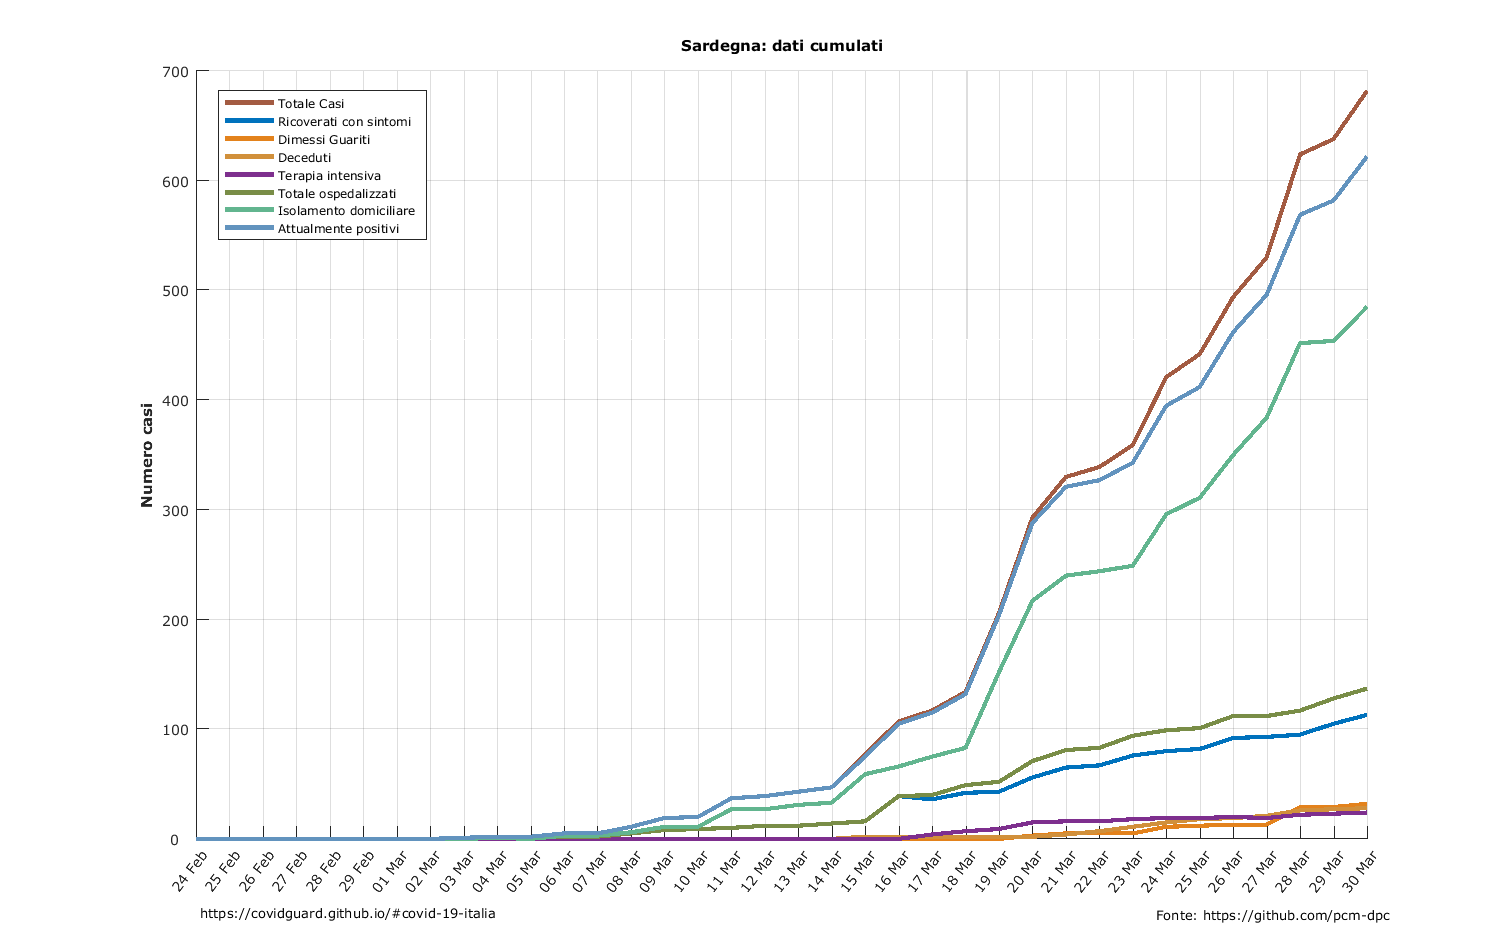 Sardegna: dati cumulati
700
600
500
400
300
200
100
0
Numero casi
Totale Casi
Ricoverati con sintomi
Dimessi Guariti
Deceduti
Terapia intensiva
Totale ospedalizzati
Isolamento domiciliare
Attualmente positivi
24 Feb
25 Feb
26 Feb
27 Feb
28 Feb
29 Feb
01 Mar
02 Mar
03 Mar
04 Mar
05 Mar
06 Mar
07 Mar
08 Mar
09 Mar
10 Mar
11 Mar
12 Mar
13 Mar
14 Mar
15 Mar
16 Mar
17 Mar
18 Mar
19 Mar
20 Mar
21 Mar
22 Mar
23 Mar
24 Mar
25 Mar
26 Mar
27 Mar
28 Mar
29 Mar
30 Mar
https://covidguard.github.io/#covid-19-italia
Fonte: https://github.com/pcm-dpc